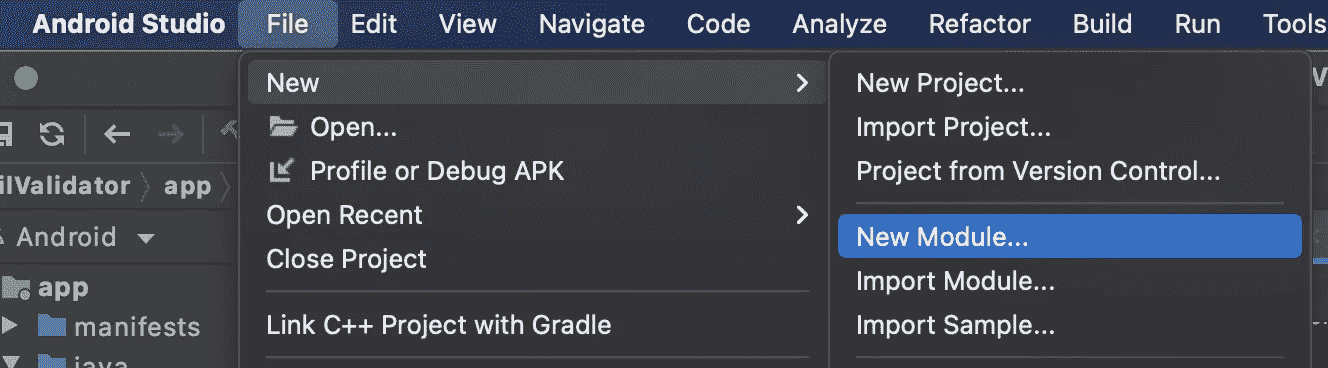 Android Studio File Edit View Navigate Code Analyze Refactor Build Run Tools
New
Open...
Profile or Debug APK
Open Recent
Close Project
Link C++ Project with Gradle
New Project...
Import Project...
Project from Version Control...
New Module...
Import Module...
Import Sample...
ilValidator app
Android
app
manifests
java